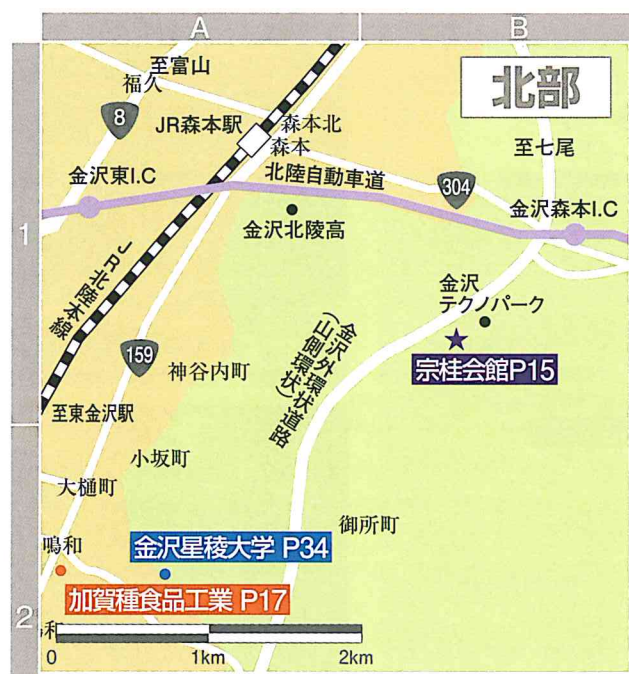 A
B
北部
至富山
福久
8
JR森本駅
森本北
森本
至七尾
金沢東I.C
北陸自動車道
304
金沢森本I.C
1
金沢北陵高
JR北陸本線
金沢
テクノパーク
金沢外環状道路
(山側環状)
159
神谷内町
宗桂会館P15
至東金沢駅
小坂町
大樋町
御所町
鳴和
金沢星稜大学 P34
加賀種食品工業 P17
2
0
1km
2km